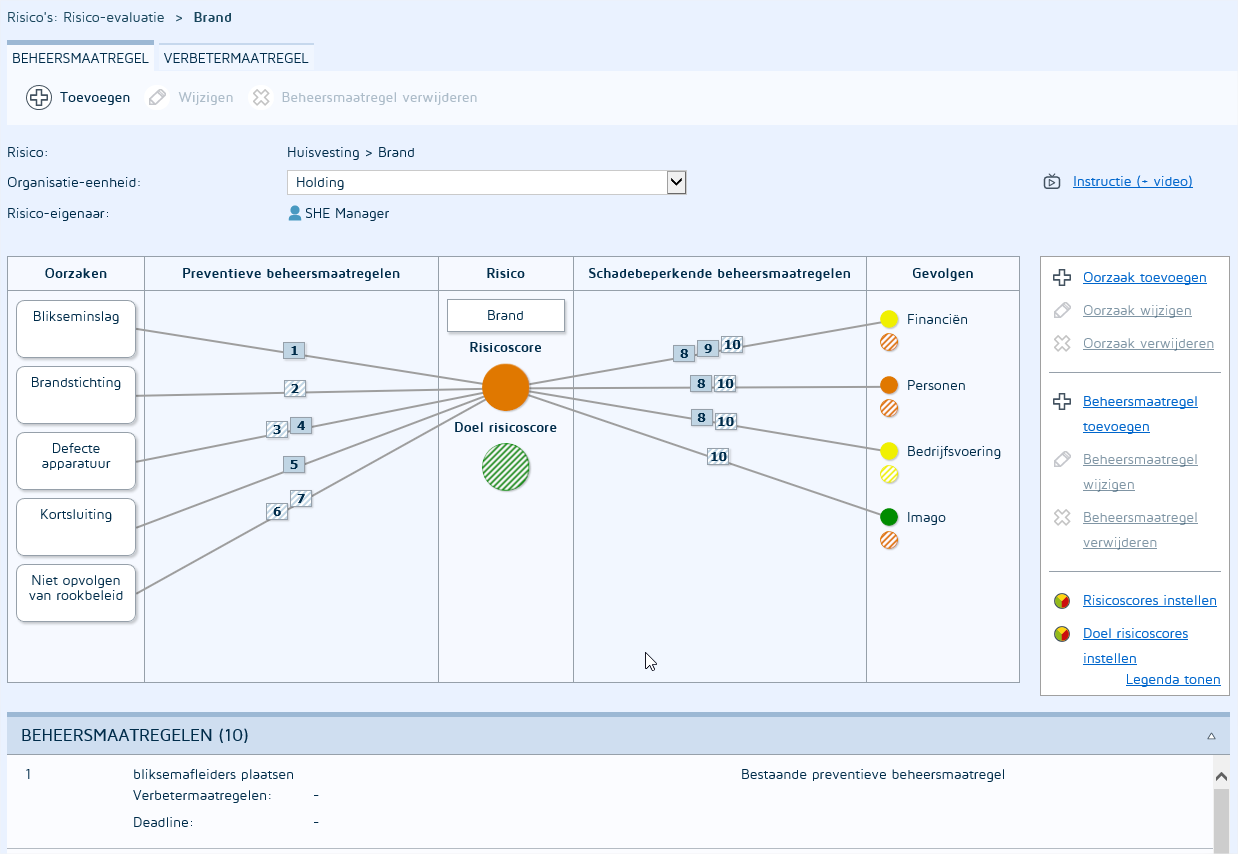 Risico's: Risico-evaluatie > Brand
BEHEERSMAATREGEL VERBETERMAATREGEL
Toevoegen Wijzigen Beheersmaatregel verwijderen
Risico: Huisvesting > Brand
Organisatie-eenheid: Holding
Instructie (+ video)
Risico-eigenaar: SHE Manager
Oorzaken Preventieve beheersmaatregelen Risico Schadebeperkende beheersmaatregelen Gevolgen
Blikseminslag
Brandstichting
Defecte
apparatuur
Kortsluiting
Niet opvolgen
van rookbeleid
1
2
3 4
5
6 7
Brand
Risicoscore
Doel risicoscore
8 9 10
8 10
8 10
10
Financiën
Personen
Bedrijfsvoering
Imago
Oorzaak toevoegen
Oorzaak wijzigen
Oorzaak verwijderen
Beheersmaatregel
toevoegen
Beheersmaatregel
wijzigen
Beheersmaatregel
verwijderen
Risicoscores instellen
Doel risicoscores
instellen
Legenda tonen
BEHEERSMAATREGELEN (10)
1 bliksemafleiders plaatsen Bestaande preventieve beheersmaatregel
Verbetermaatregelen: -
Deadline: -